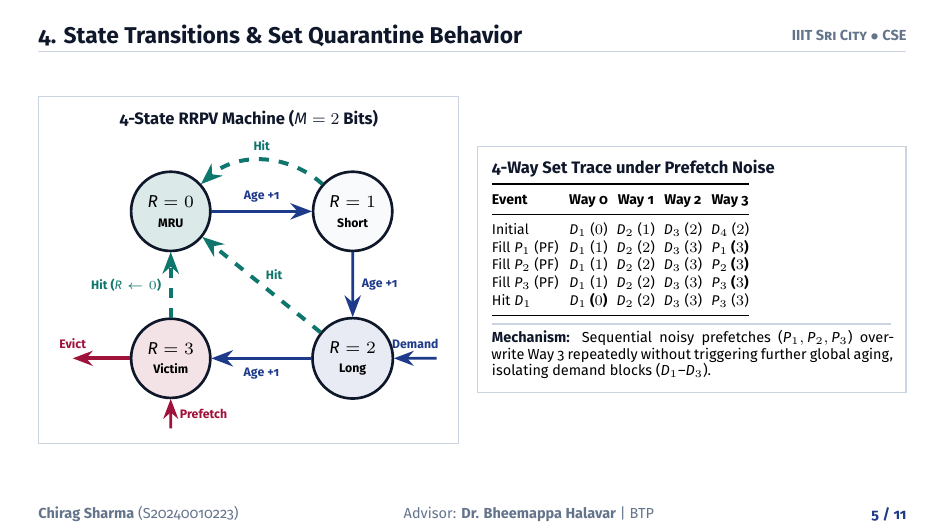 4. State Transitions & Set Quarantine Behavior
IIIT Sri City • CSE
4-State RRPV Machine (M = 2 Bits)
Hit
R = 0
MRU
Age +1
R = 1
Short
Hit (R ← 0)
Hit
Age +1
Evict
R = 3
Victim
Age +1
R = 2
Long
Demand
Prefetch
4-Way Set Trace under Prefetch Noise
Event Way 0 Way 1 Way 2 Way 3
Initial D1 (0) D2 (1) D3 (2) D4 (2)
Fill P1 (PF) D1 (1) D2 (2) D3 (3) P1 (3)
Fill P2 (PF) D1 (1) D2 (2) D3 (3) P2 (3)
Fill P3 (PF) D1 (1) D2 (2) D3 (3) P3 (3)
Hit D1 D1 (0) D2 (2) D3 (3) P3 (3)
Mechanism: Sequential noisy prefetches (P1, P2, P3) over-
write Way 3 repeatedly without triggering further global aging,
isolating demand blocks (D1–D3).
Chirag Sharma (S20240010223)
Advisor: Dr. Bheemappa Halavar | BTP
5 / 11